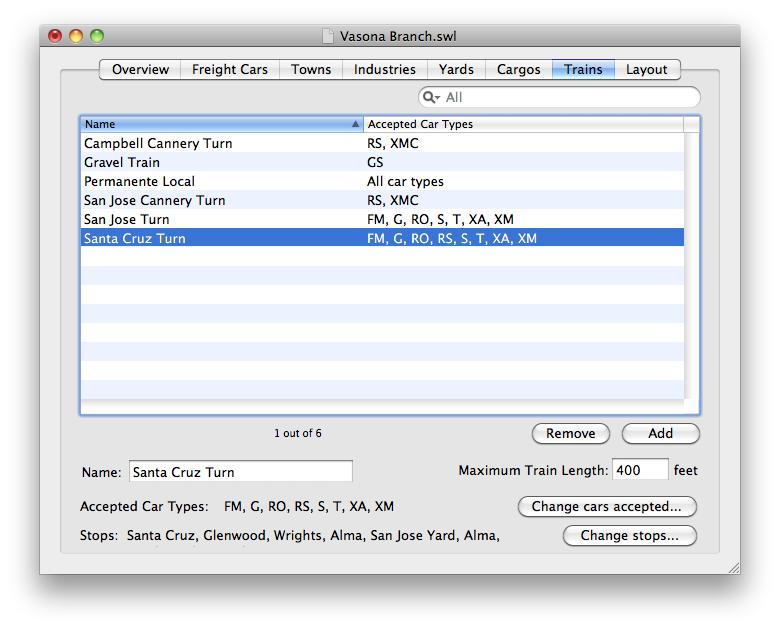 Vasona Branch.swl
Overview Freight Cars Towns Industries Yards Cargos Trains Layout
All
Name Accepted Car Types
Campbell Cannery Turn RS, XMC
Gravel Train GS
Permanente Local All car types
San Jose Cannery Turn RS, XMC
San Jose Turn FM, G, RO, S, T, XA, XM
Santa Cruz Turn FM, G, RO, RS, S, T, XA, XM
1 out of 6 Remove Add
Name: Santa Cruz Turn Maximum Train Length: 400 feet
Accepted Car Types: FM, G, RO, RS, S, T, XA, XM Change cars accepted...
Stops: Santa Cruz, Glenwood, Wrights, Alma, San Jose Yard, Alma, Change stops...